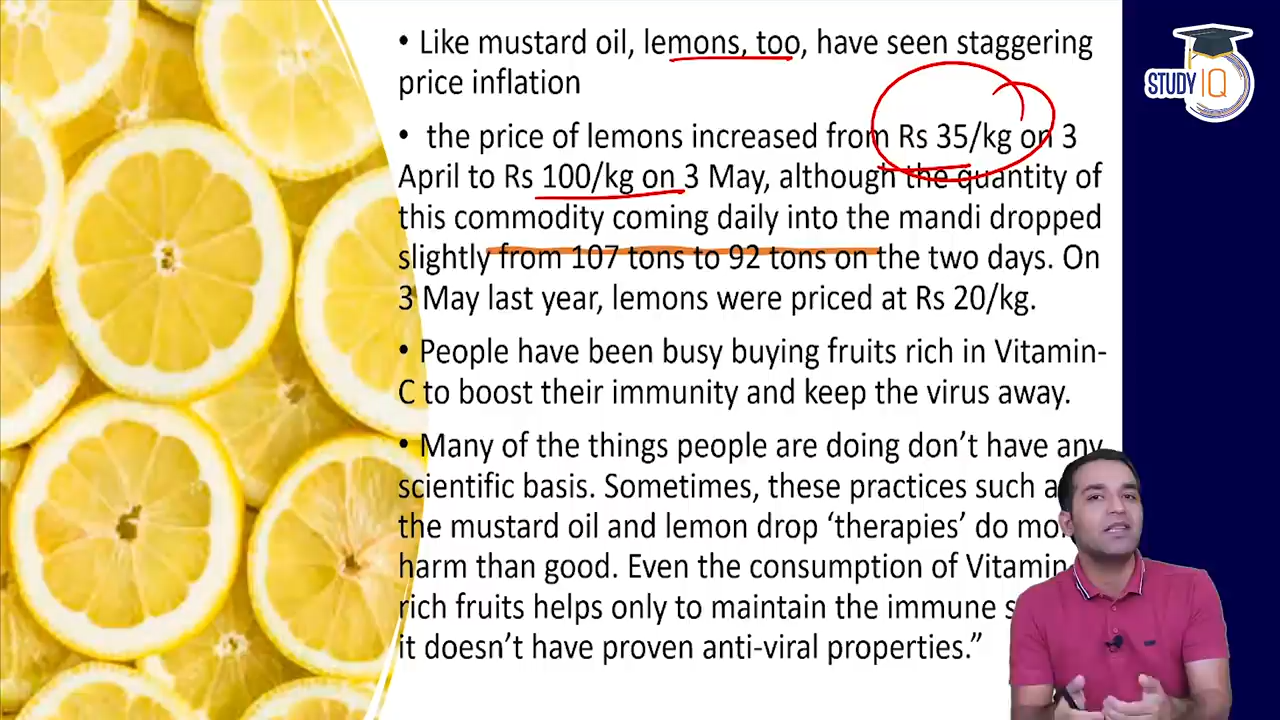 • Like mustard oil, lemons, too, have seen staggering
price inflation
• the price of lemons increased from Rs 35/kg on 3
April to Rs 100/kg on 3 May, although the quantity of
this commodity coming daily into the mandi dropped
slightly from 107 tons to 92 tons on the two days. On
3 May last year, lemons were priced at Rs 20/kg.
• People have been busy buying fruits rich in Vitamin-
C to boost their immunity and keep the virus away.
• Many of the things people are doing don’t have any
scientific basis. Sometimes, these practices such a
the mustard oil and lemon drop ‘therapies’ do mo
harm than good. Even the consumption of Vitamin
rich fruits helps only to maintain the immune s
it doesn’t have proven anti-viral properties.”
STUDY IQ